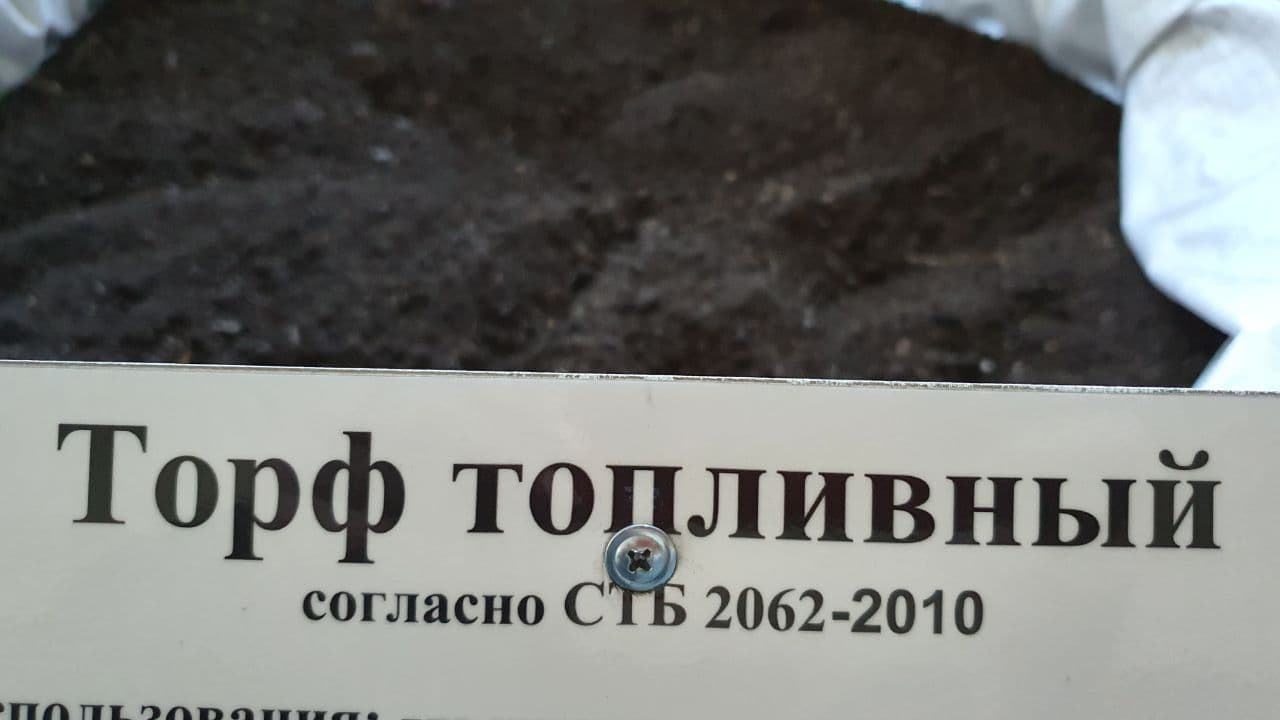 Торф топливный
согласно СТБ 2062-2010